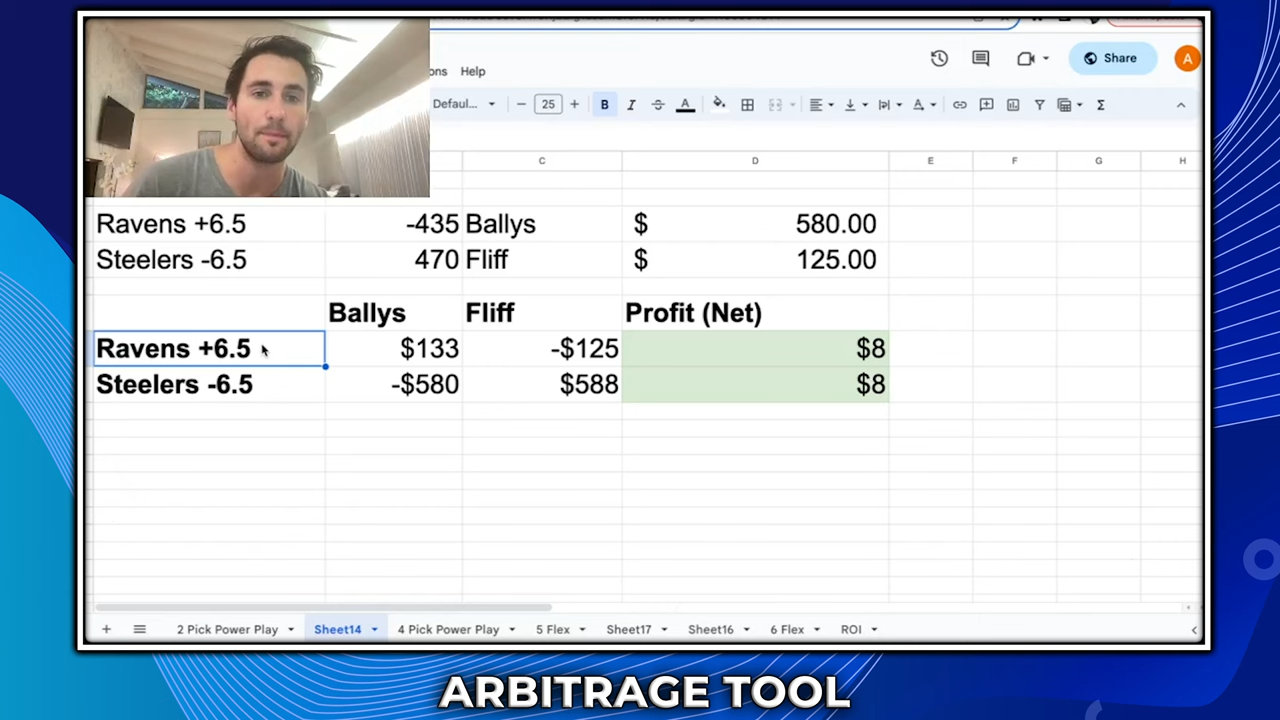 ons Help
Share
A
Defaul... 25 B I S A A Σ
C D E F G H
Ravens +6.5 -435 Ballys $ 580.00
Steelers -6.5 470 Fliff $ 125.00
Ballys Fliff Profit (Net)
Ravens +6.5 $133 -$125 $8
Steelers -6.5 -$580 $588 $8
2 Pick Power Play Sheet14 4 Pick Power Play 5 Flex Sheet17 Sheet16 6 Flex ROI
ARBITRAGE TOOL